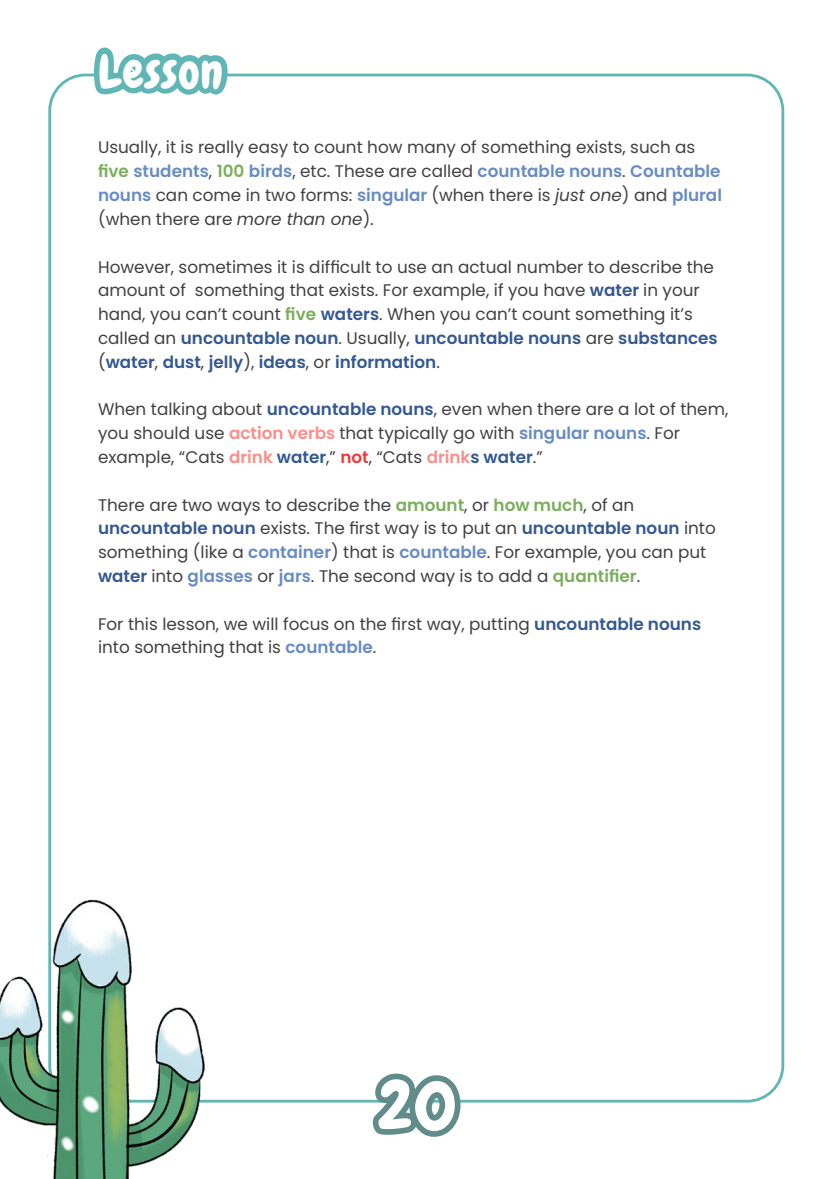 Lesson
Usually, it is really easy to count how many of something exists, such as
five students, 100 birds, etc. These are called countable nouns. Countable
nouns can come in two forms: singular (when there is just one) and plural
(when there are more than one).
However, sometimes it is difficult to use an actual number to describe the
amount of  something that exists. For example, if you have water in your
hand, you can’t count five waters. When you can’t count something it’s
called an uncountable noun. Usually, uncountable nouns are substances
(water, dust, jelly), ideas, or information.
When talking about uncountable nouns, even when there are a lot of them,
you should use action verbs that typically go with singular nouns. For
example, “Cats drink water,” not, “Cats drinks water.”
There are two ways to describe the amount, or how much, of an
uncountable noun exists. The first way is to put an uncountable noun into
something (like a container) that is countable. For example, you can put
water into glasses or jars. The second way is to add a quantifier.
For this lesson, we will focus on the first way, putting uncountable nouns
into something that is countable.
20